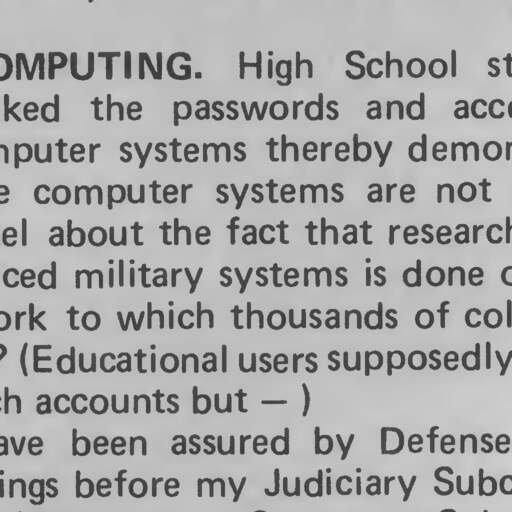 OMPUTING. High School st
ked the passwords and acce
nputer systems thereby demon
e computer systems are not
el about the fact that research
ced military systems is done o
ork to which thousands of col
? (Educational users supposedly
ch accounts but — )
ave been assured by Defense
ings before my Judiciary Subc